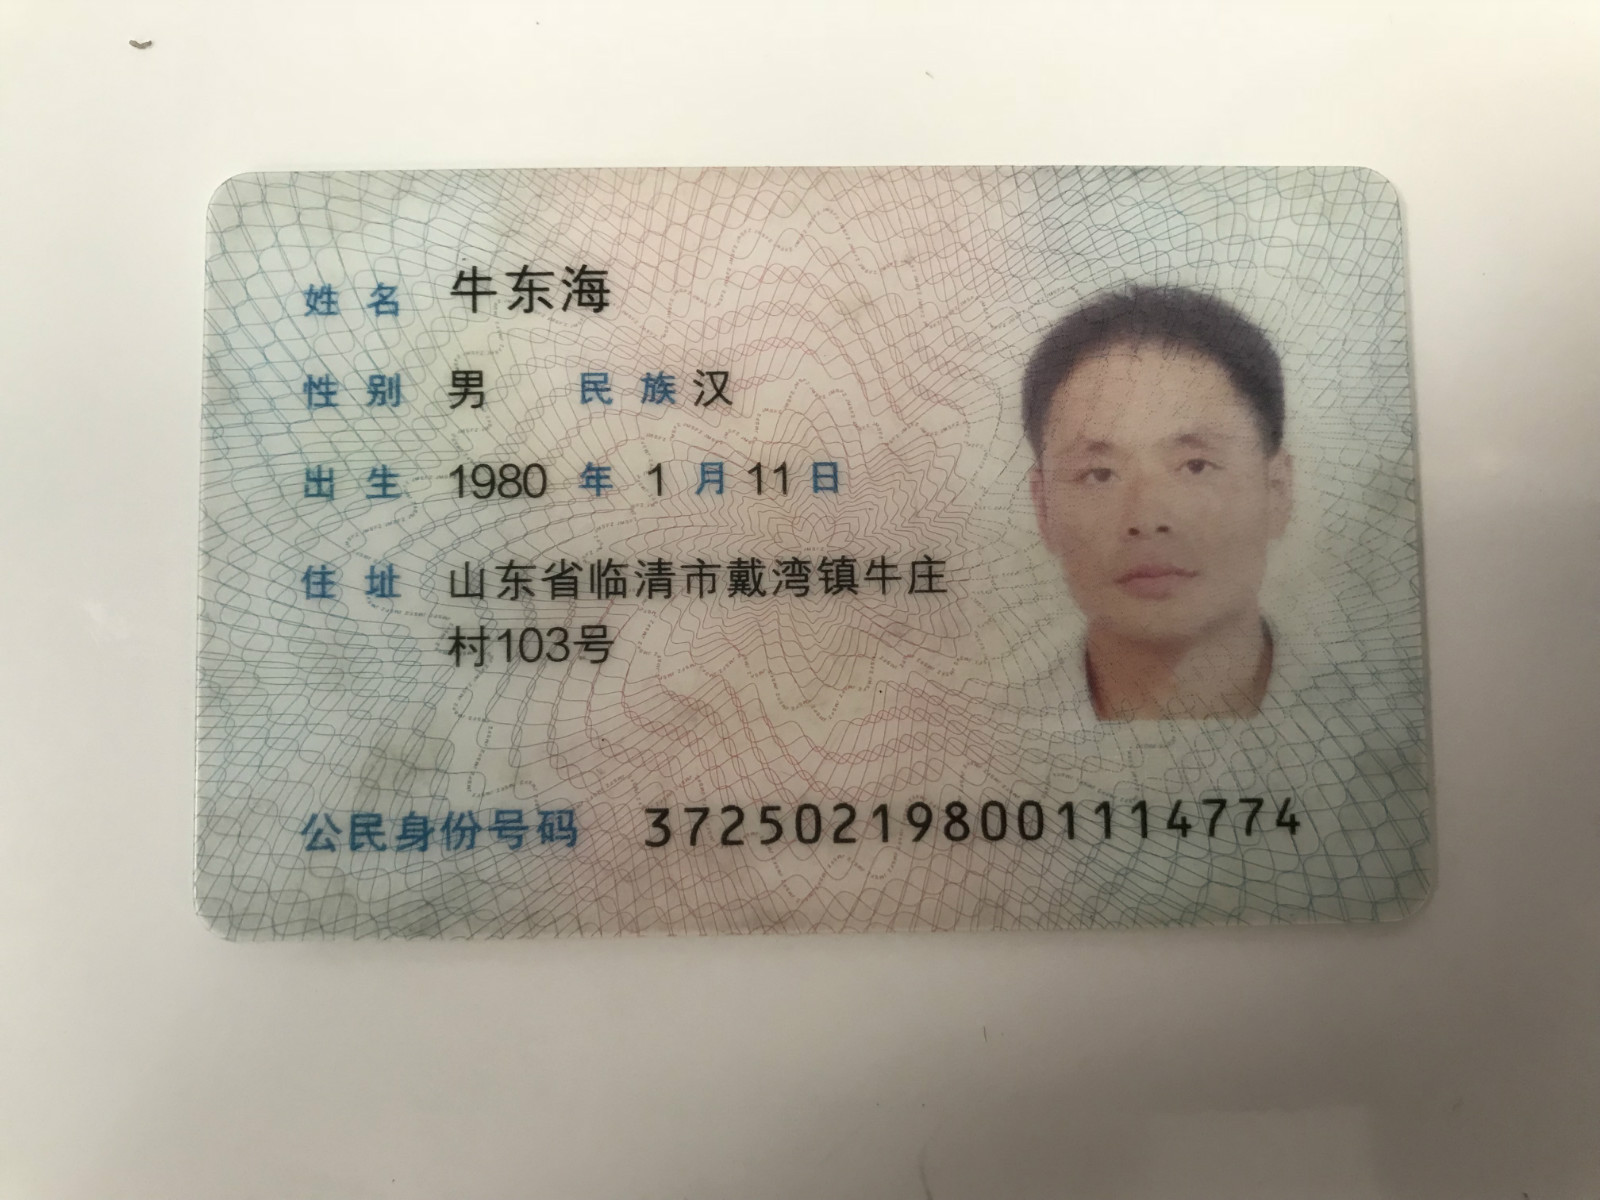 姓名 牛东海
性别 男 民族 汉
出生 1980 年 1 月 11 日
住址 山东省临清市戴湾镇牛庄
村103号
公民身份号码 372502198001114774